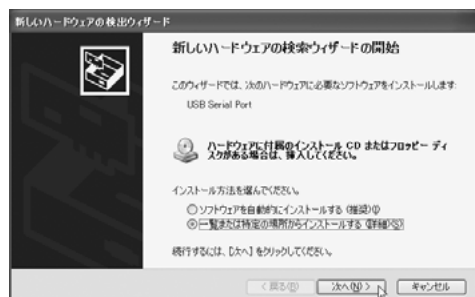 新しいハードウェアの検出ウィザード
新しいハードウェアの検索ウィザードの開始
このウィザードでは、次のハードウェアに必要なソフトウェアをインストールします:
USB Serial Port
ハードウェアに付属のインストール CD またはフロッピー ディ
スクがある場合は、挿入してください。
インストール方法を選んでください。
ソフトウェアを自動的にインストールする (推奨)(I)
一覧または特定の場所からインストールする (詳細)(S)
続行するには、[次へ] をクリックしてください。
< 戻る(B)
次へ(N) >
キャンセル